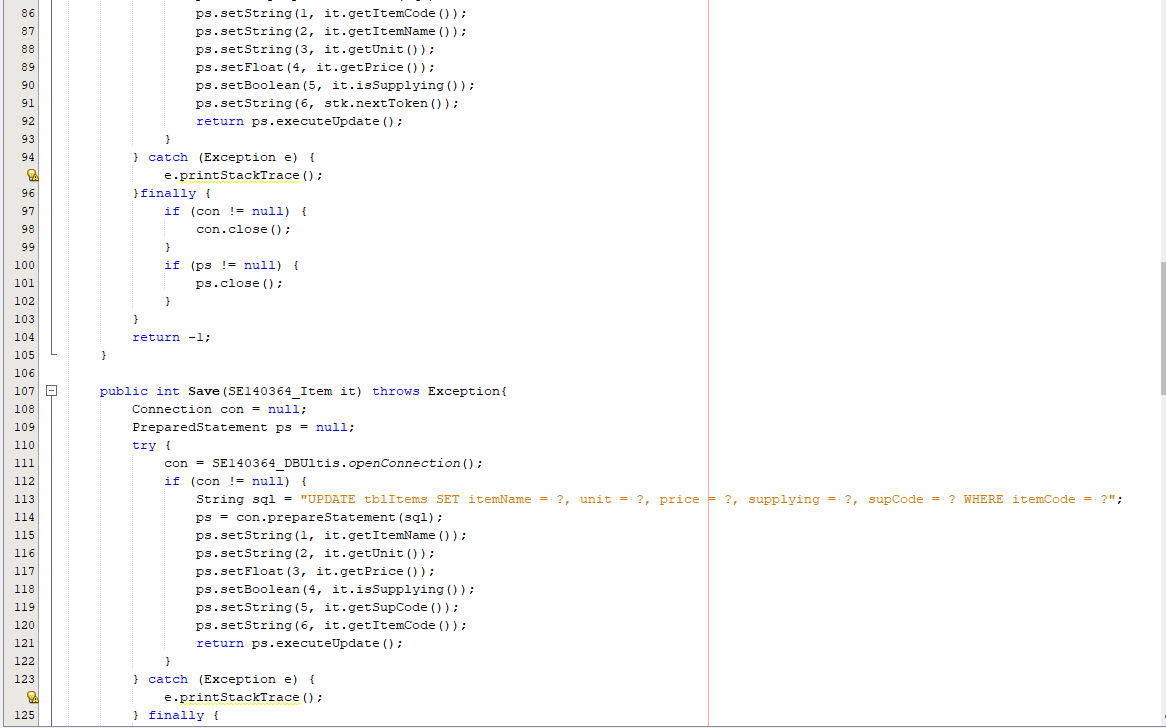 86 ps.setString(1, it.getItemCode());
87 ps.setString(2, it.getItemName());
88 ps.setString(3, it.getUnit());
89 ps.setFloat(4, it.getPrice());
90 ps.setBoolean(5, it.isSupplying());
91 ps.setString(6, stk.nextToken());
92 return ps.executeUpdate();
93 }
94 } catch (Exception e) {
e.printStackTrace();
96 }finally {
97 if (con != null) {
98 con.close();
99 }
100 if (ps != null) {
101 ps.close();
102 }
103 }
104 return -1;
105 }
106
107 public int Save(SE140364_Item it) throws Exception{
108 Connection con = null;
109 PreparedStatement ps = null;
110 try {
111 con = SE140364_DBUltis.openConnection();
112 if (con != null) {
113 String sql = "UPDATE tblItems SET itemName = ?, unit = ?, price = ?, supplying = ?, supCode = ? WHERE itemCode = ?";
114 ps = con.prepareStatement(sql);
115 ps.setString(1, it.getItemName());
116 ps.setString(2, it.getUnit());
117 ps.setFloat(3, it.getPrice());
118 ps.setBoolean(4, it.isSupplying());
119 ps.setString(5, it.getSupCode());
120 ps.setString(6, it.getItemCode());
121 return ps.executeUpdate();
122 }
123 } catch (Exception e) {
e.printStackTrace();
125 } finally {